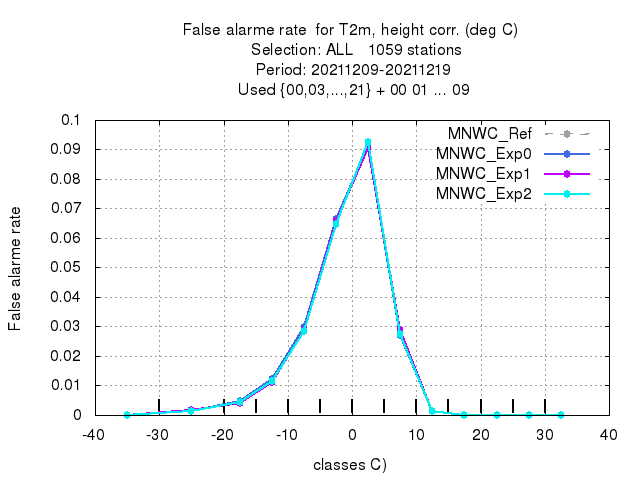 False alarme rate  for T2m, height corr. (deg C)
Selection: ALL   1059 stations
Period: 20211209-20211219
Used {00,03,...,21} + 00 01 ... 09
MNWC_Ref
MNWC_Exp0
MNWC_Exp1
MNWC_Exp2
False alarme rate
0.1
0.09
0.08
0.07
0.06
0.05
0.04
0.03
0.02
0.01
0
-40 -30 -20 -10 0 10 20 30 40
classes C)